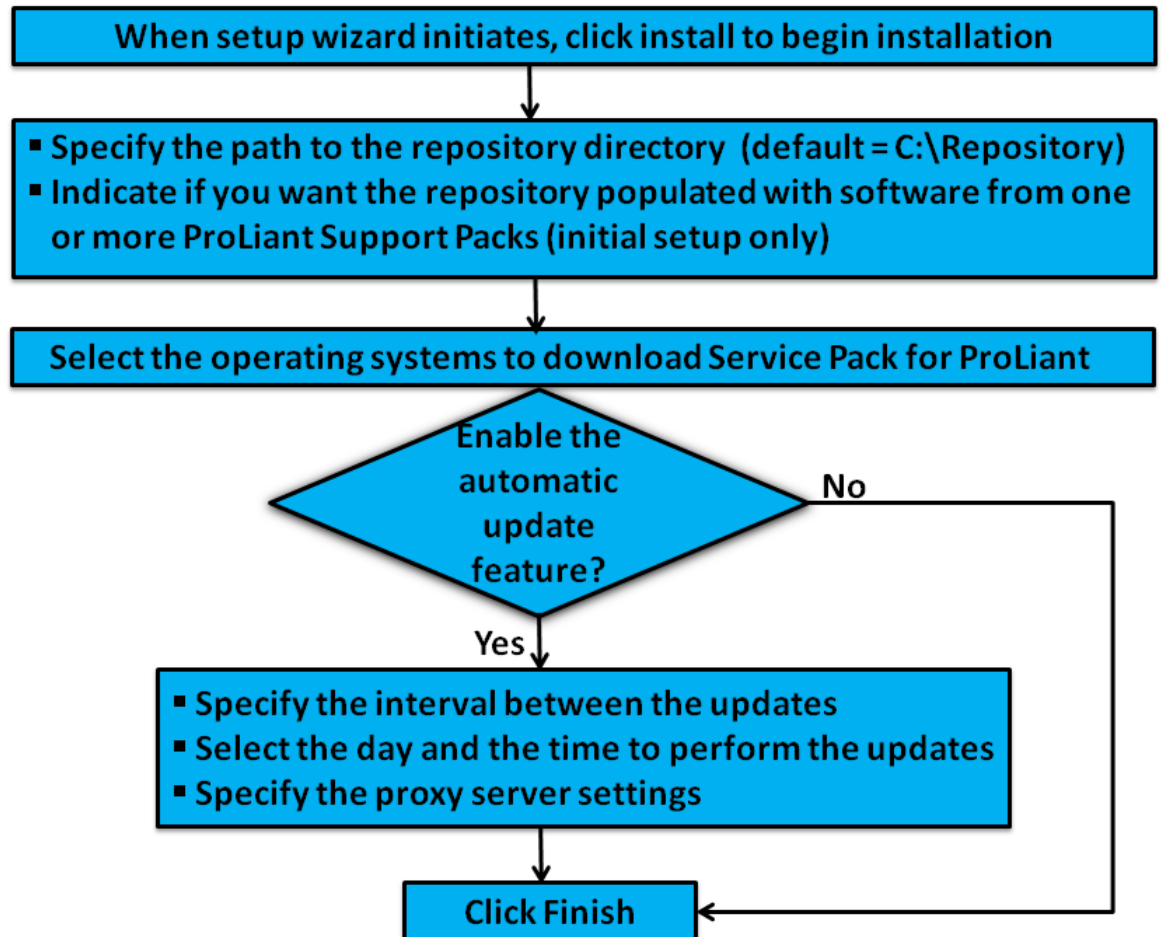 When setup wizard initiates, click install to begin installation
▪ Specify the path to the repository directory (default = C:\Repository)
▪ Indicate if you want the repository populated with software from one
or more ProLiant Support Packs (initial setup only)
Select the operating systems to download Service Pack for ProLiant
Enable the
automatic
update
feature?
No
Yes
▪ Specify the interval between the updates
▪ Select the day and the time to perform the updates
▪ Specify the proxy server settings
Click Finish